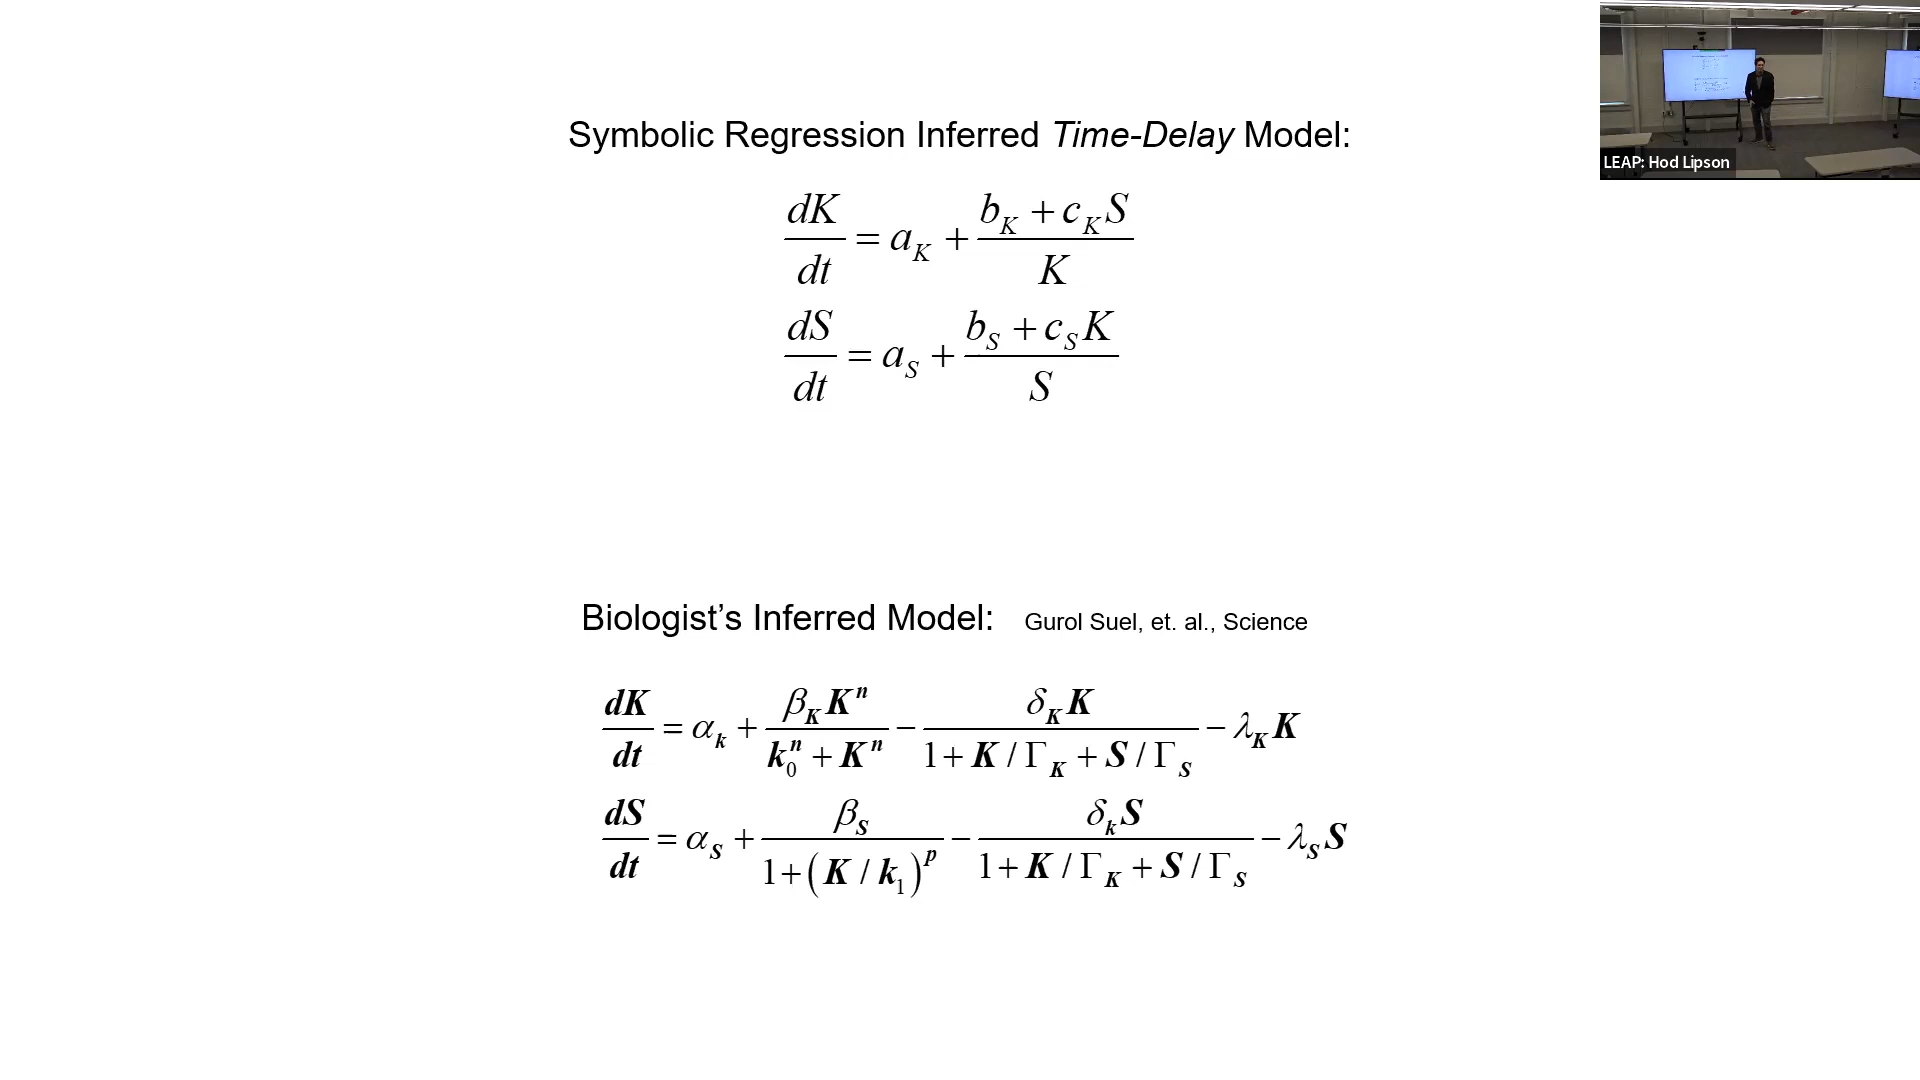 LEAP: Hod Lipson
Symbolic Regression Inferred Time-Delay Model:
dK/dt = a_K + (b_K + c_K S)/K
dS/dt = a_S + (b_S + c_S K)/S
Biologist’s Inferred Model: Gurol Suel, et. al., Science
dK/dt = α_k + β_K K^n/(k_0^n + K^n) − δ_K K/(1 + K / Γ_K + S / Γ_S) − λ_K K
dS/dt = α_S + β_S/(1 + (K / k_1)^p) − δ_k S/(1 + K / Γ_K + S / Γ_S) − λ_S S